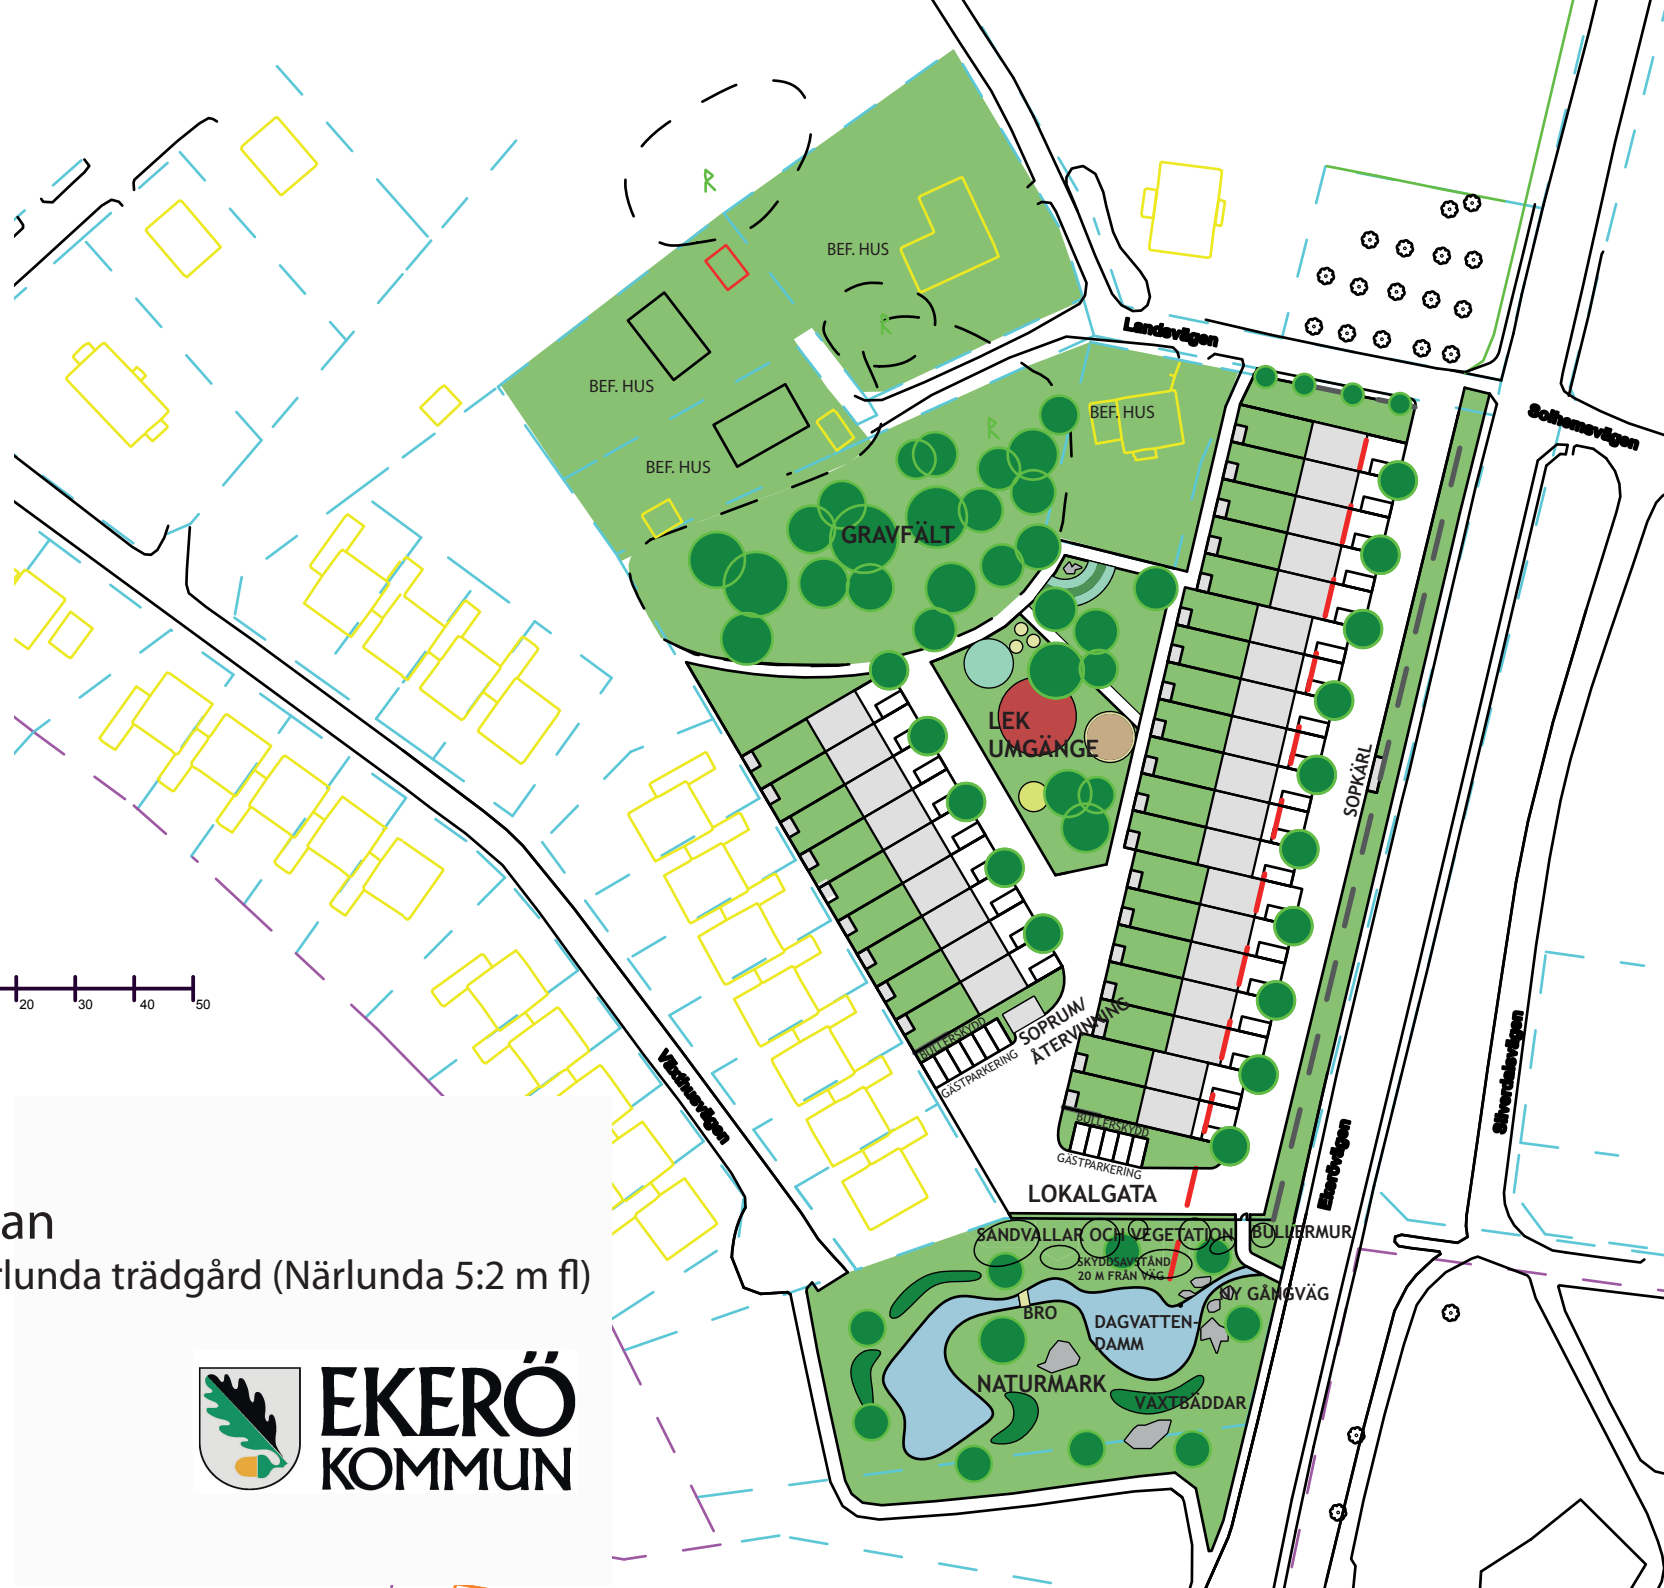 BEF. HUS
Landsvägen
BEF. HUS
BEF. HUS
Solhemsvägen
BEF. HUS
GRAVFÄLT
LEK
UMGÄNGE
SOPKÄRL
20 30 40 50
SOPRUM/
ÅTERVINNING
BULLERSKYDD
GÄSTPARKERING
Växthusvägen
Silverdalsvägen
BULLERSKYDD
GÄSTPARKERING
Ekerövägen
LOKALGATA
SANDVALLAR OCH VEGETATION
BULLERMUR
SKYDDSAVSTÅND
20 M FRÅN VÄG
NY GÅNGVÄG
BRO
DAGVATTEN-
DAMM
NATURMARK
VÄXTBÄDDAR
an
rlunda trädgård (Närlunda 5:2 m fl)
EKERÖ
KOMMUN